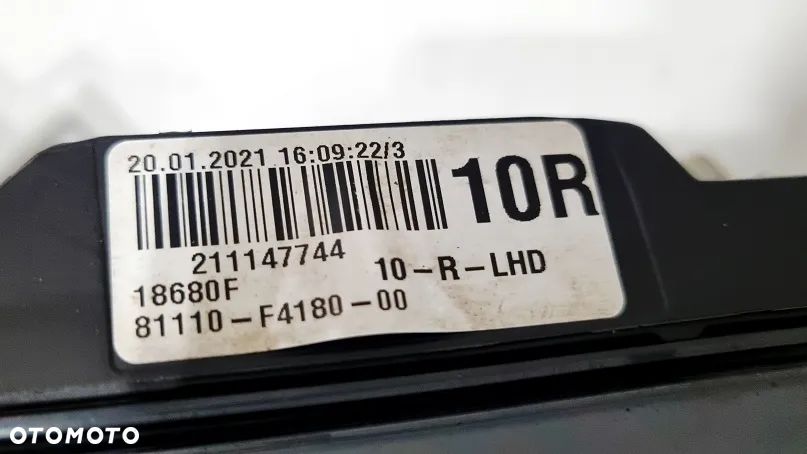 20.01.2021 16:09:22/3
10R
211147744
10-R-LHD
18680F
81110-F4180-00
OTOMOTO